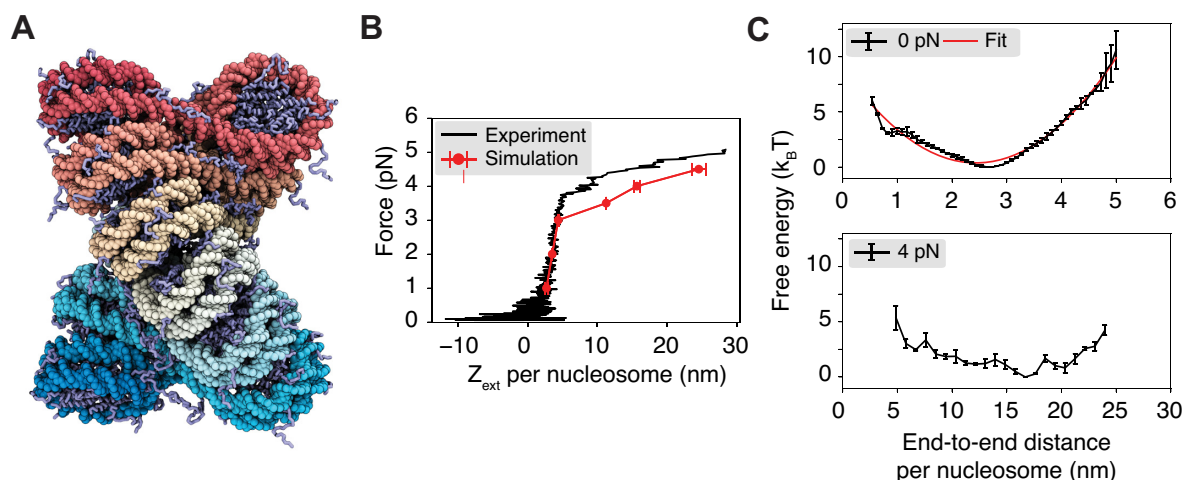 A
B
C
Experiment
Simulation
Force (pN)
6
5
4
3
2
1
0
−10
0
10
20
30
Z_ext per nucleosome (nm)
0 pN
Fit
10
5
0
0
1
2
3
4
5
6
4 pN
10
5
0
0
5
10
15
20
25
30
Free energy (k_BT)
End-to-end distance
per nucleosome (nm)